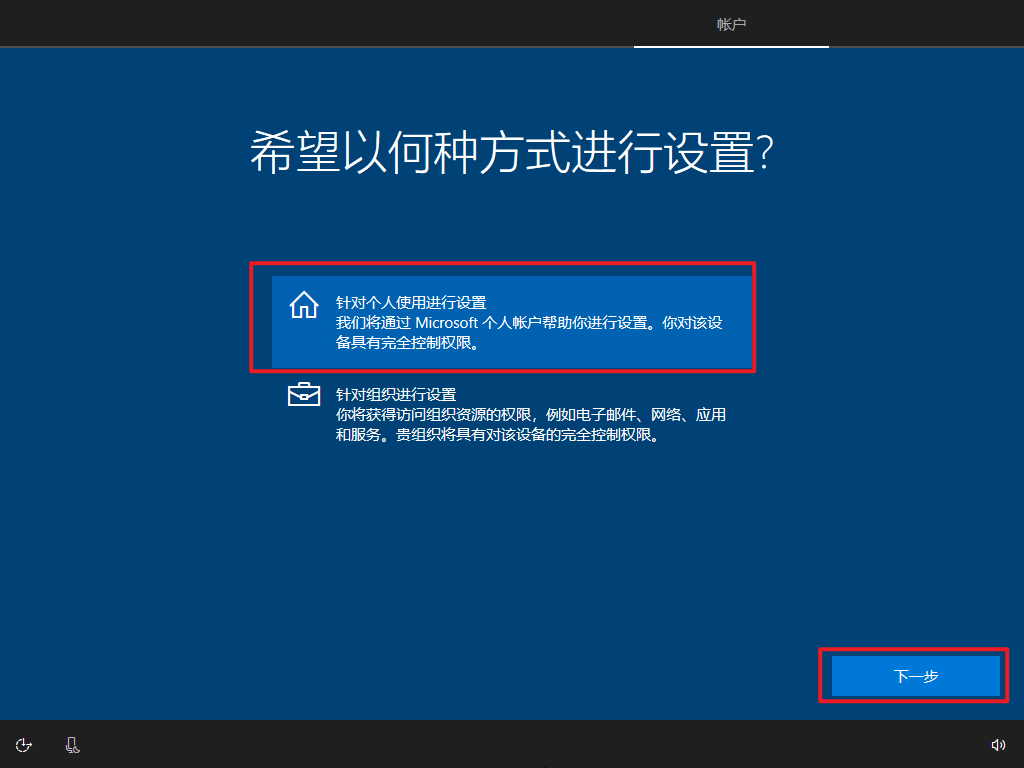 帐户
希望以何种方式进行设置?
针对个人使用进行设置
我们将通过 Microsoft 个人帐户帮助你进行设置。你对该设
备具有完全控制权限。
针对组织进行设置
你将获得访问组织资源的权限，例如电子邮件、网络、应用
和服务。贵组织将具有对该设备的完全控制权限。
下一步